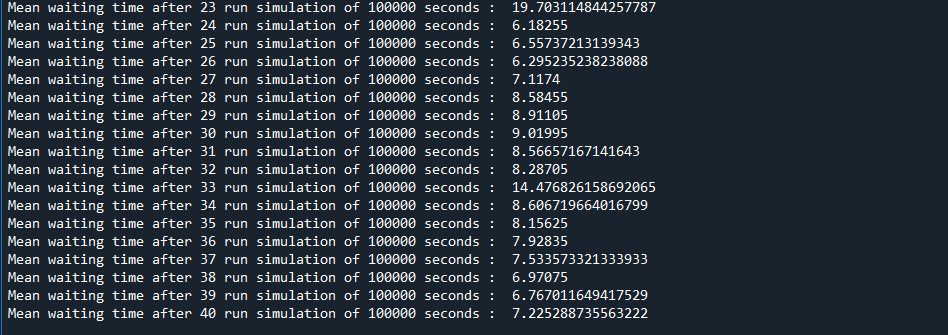 Mean waiting time after 23 run simulation of 100000 seconds :  19.703114844257787
Mean waiting time after 24 run simulation of 100000 seconds :  6.18255
Mean waiting time after 25 run simulation of 100000 seconds :  6.55737213139343
Mean waiting time after 26 run simulation of 100000 seconds :  6.295235238238088
Mean waiting time after 27 run simulation of 100000 seconds :  7.1174
Mean waiting time after 28 run simulation of 100000 seconds :  8.58455
Mean waiting time after 29 run simulation of 100000 seconds :  8.91105
Mean waiting time after 30 run simulation of 100000 seconds :  9.01995
Mean waiting time after 31 run simulation of 100000 seconds :  8.56657167141643
Mean waiting time after 32 run simulation of 100000 seconds :  8.28705
Mean waiting time after 33 run simulation of 100000 seconds :  14.476826158692065
Mean waiting time after 34 run simulation of 100000 seconds :  8.606719664016799
Mean waiting time after 35 run simulation of 100000 seconds :  8.15625
Mean waiting time after 36 run simulation of 100000 seconds :  7.92835
Mean waiting time after 37 run simulation of 100000 seconds :  7.533573321333933
Mean waiting time after 38 run simulation of 100000 seconds :  6.97075
Mean waiting time after 39 run simulation of 100000 seconds :  6.767011649417529
Mean waiting time after 40 run simulation of 100000 seconds :  7.225288735563222